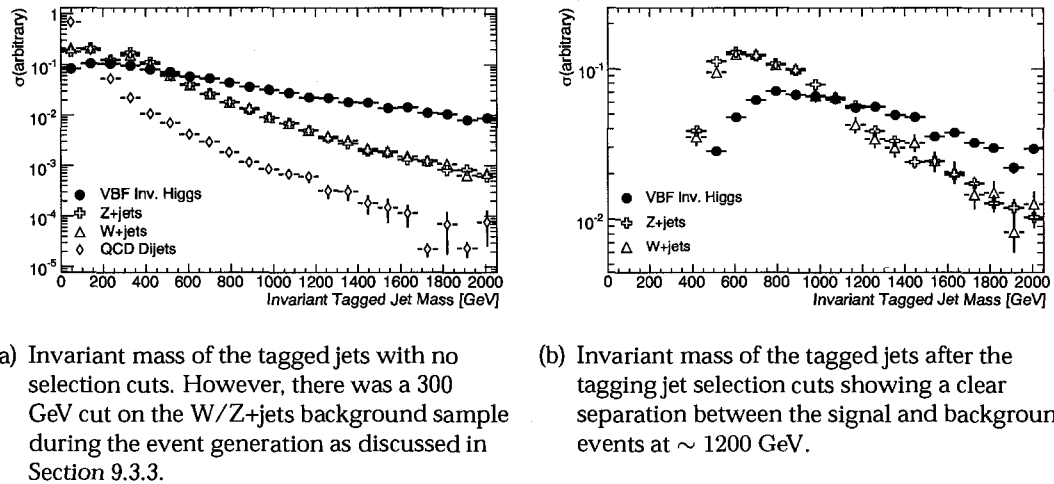 σ(arbitrary)
1
10⁻¹
10⁻²
10⁻³
10⁻⁴
10⁻⁵
VBF Inv. Higgs
Z+jets
W+jets
QCD Dijets
0 200 400 600 800 1000 1200 1400 1600 1800 2000
Invariant Tagged Jet Mass [GeV]
σ(arbitrary)
10⁻¹
10⁻²
VBF Inv. Higgs
Z+jets
W+jets
0 200 400 600 800 1000 1200 1400 1600 1800 2000
Invariant Tagged Jet Mass [GeV]
a) Invariant mass of the tagged jets with no
selection cuts. However, there was a 300
GeV cut on the W/Z+jets background sample
during the event generation as discussed in
Section 9.3.3.
(b) Invariant mass of the tagged jets after the
tagging jet selection cuts showing a clear
separation between the signal and backgroun
events at ∼ 1200 GeV.